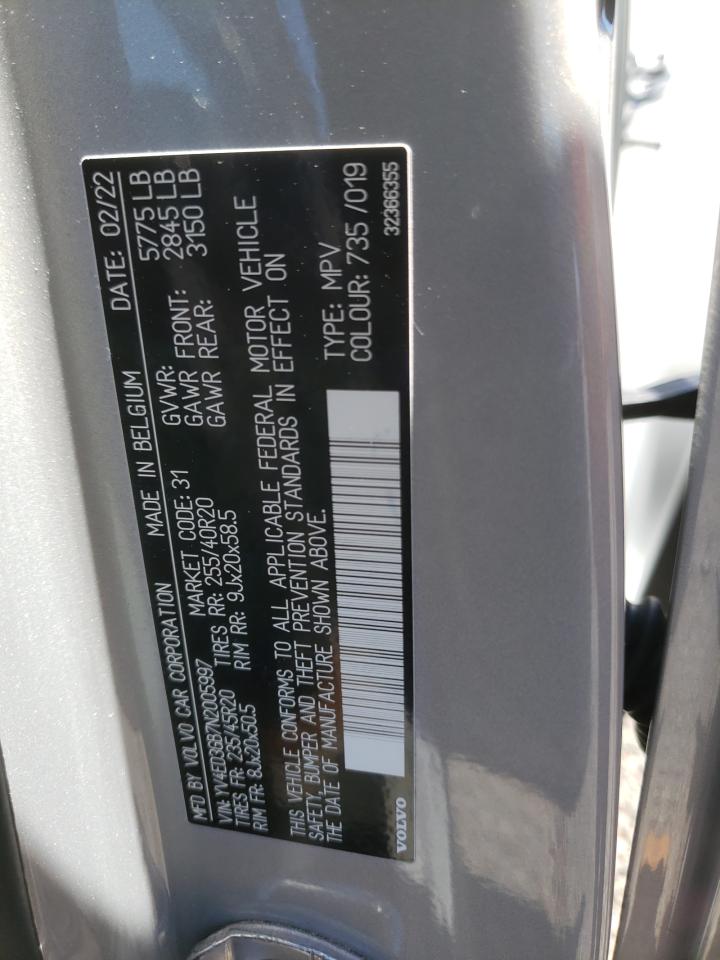 MFD BY VOLVO CAR CORPORATION MADE IN BELGIUM DATE: 02/22
VIN: YV4ED3GB7N2005997 MARKET CODE: 31 GVWR: 5775 LB
TIRES FR: 235/45R20 TIRES RR: 255/40R20 GAWR FRONT: 2845 LB
RIM FR: 8Jx20x50.5 RIM RR: 9Jx20x58.5 GAWR REAR: 3150 LB
THIS VEHICLE CONFORMS TO ALL APPLICABLE FEDERAL MOTOR VEHICLE
SAFETY, BUMPER AND THEFT PREVENTION STANDARDS IN EFFECT ON
THE DATE OF MANUFACTURE SHOWN ABOVE.
TYPE: MPV
COLOUR: 735 /019
VOLVO 32366355